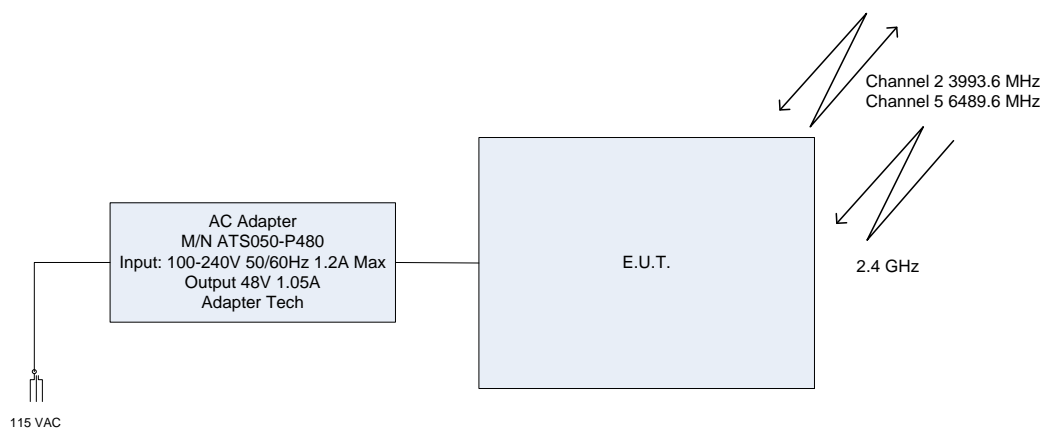 Channel 2 3993.6 MHz
Channel 5 6489.6 MHz
AC Adapter
M/N ATS050-P480
Input: 100-240V 50/60Hz 1.2A Max
Output 48V 1.05A
Adapter Tech
E.U.T.
2.4 GHz
115 VAC